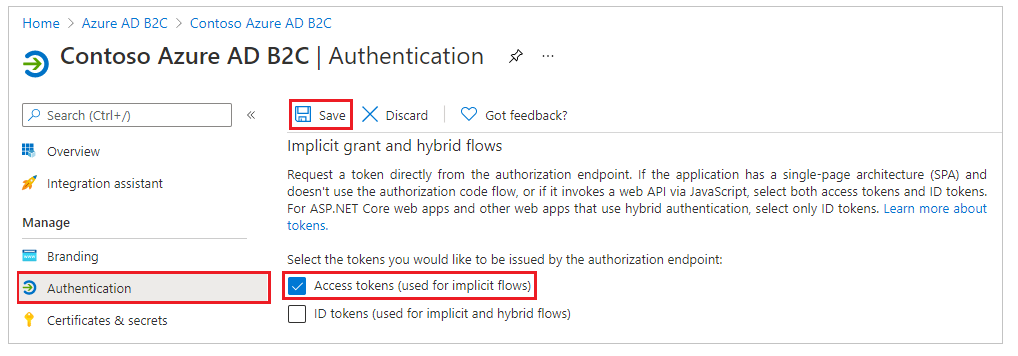 Home > Azure AD B2C > Contoso Azure AD B2C
Contoso Azure AD B2C | Authentication
Search (Ctrl+/)
Overview
Integration assistant
Manage
Branding
Authentication
Certificates & secrets
Save Discard Got feedback?
Implicit grant and hybrid flows
Request a token directly from the authorization endpoint. If the application has a single-page architecture (SPA) and
doesn't use the authorization code flow, or if it invokes a web API via JavaScript, select both access tokens and ID tokens.
For ASP.NET Core web apps and other web apps that use hybrid authentication, select only ID tokens. Learn more about
tokens.
Select the tokens you would like to be issued by the authorization endpoint:
Access tokens (used for implicit flows)
ID tokens (used for implicit and hybrid flows)